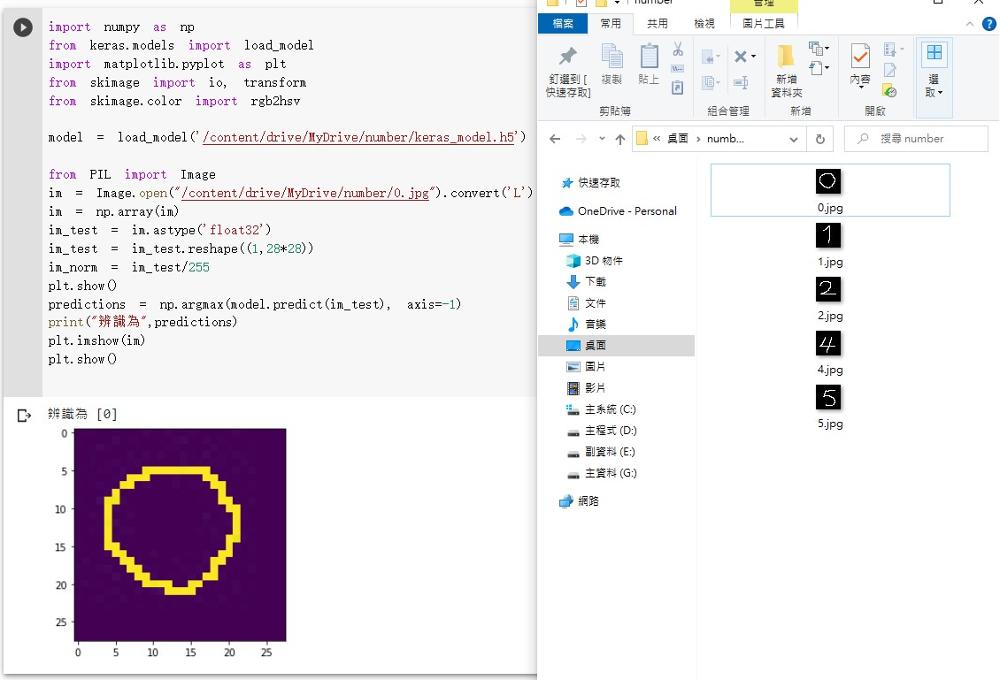 import numpy as np
from keras.models import load_model
import matplotlib.pyplot as plt
from skimage import io, transform
from skimage.color import rgb2hsv
model = load_model('/content/drive/MyDrive/number/keras_model.h5')
from PIL import Image
im = Image.open("/content/drive/MyDrive/number/0.jpg").convert('L')
im = np.array(im)
im_test = im.astype('float32')
im_test = im_test.reshape((1,28*28))
im_norm = im_test/255
plt.show()
predictions = np.argmax(model.predict(im_test), axis=-1)
print("辨識為",predictions)
plt.imshow(im)
plt.show()
辨識為 [0]
0
5
10
15
20
25
0 5 10 15 20 25
number
管理
檔案 常用 共用 檢視 圖片工具
釘選到 [
快速存取]
複製
貼上
新增
資料夾
內容
選
取
剪貼簿 組合管理 新增 開啟
« 桌面 › numb...
搜尋 number
快速存取
OneDrive - Personal
本機
3D 物件
下載
文件
音樂
桌面
圖片
影片
主系統 (C:)
主程式 (D:)
副資料 (E:)
主資料 (G:)
網路
0
0.jpg
1
1.jpg
2
2.jpg
4
4.jpg
5
5.jpg